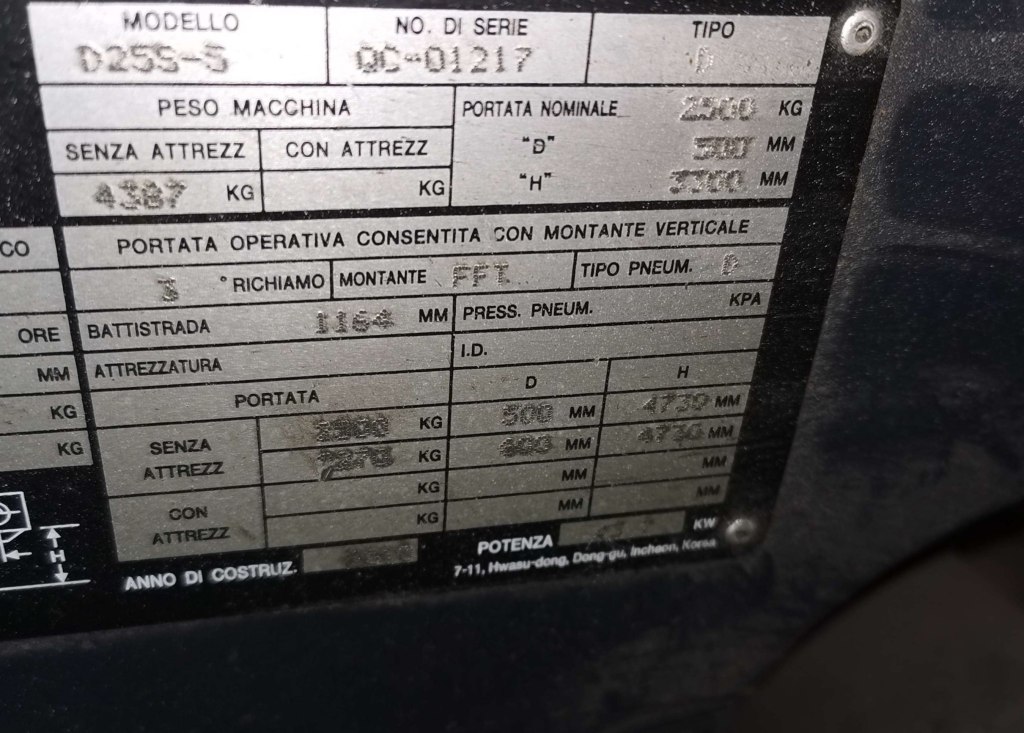 MODELLO NO. DI SERIE TIPO
D25S-5 QC-01217 D
PESO MACCHINA PORTATA NOMINALE 2500 KG
SENZA ATTREZZ CON ATTREZZ "D" 500 MM
4387 KG KG "H" 3300 MM
CO PORTATA OPERATIVA CONSENTITA CON MONTANTE VERTICALE
3 °RICHIAMO MONTANTE FFT TIPO PNEUM. D
ORE BATTISTRADA 1164 MM PRESS. PNEUM. KPA
MM ATTREZZATURA I.D.
KG PORTATA D H
KG SENZA ATTREZZ KG 500 MM 4730 MM
KG 600 MM 4730 MM
CON ATTREZZ KG MM MM
KG MM MM
H
ANNO DI COSTRUZ. POTENZA KW
7-11, Hwasu-dong, Dong-gu, Incheon, Korea